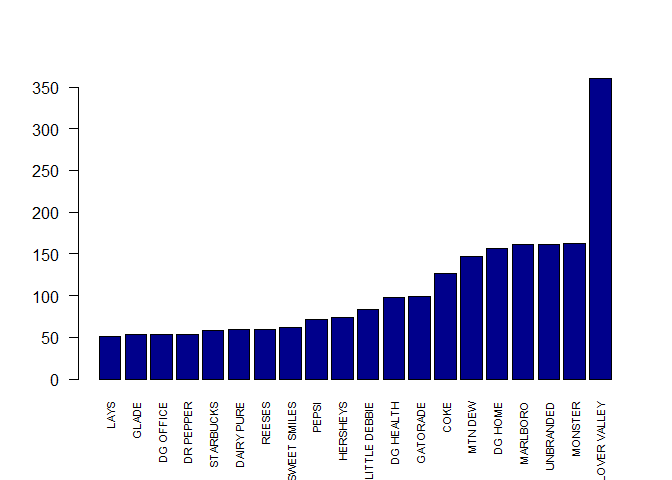 350
300
250
200
150
100
50
0
LAYS
GLADE
DG OFFICE
DR PEPPER
STARBUCKS
DAIRY PURE
REESES
SWEET SMILES
PEPSI
HERSHEYS
LITTLE DEBBIE
DG HEALTH
GATORADE
COKE
MTN DEW
DG HOME
MARLBORO
UNBRANDED
MONSTER
LOVER VALLEY